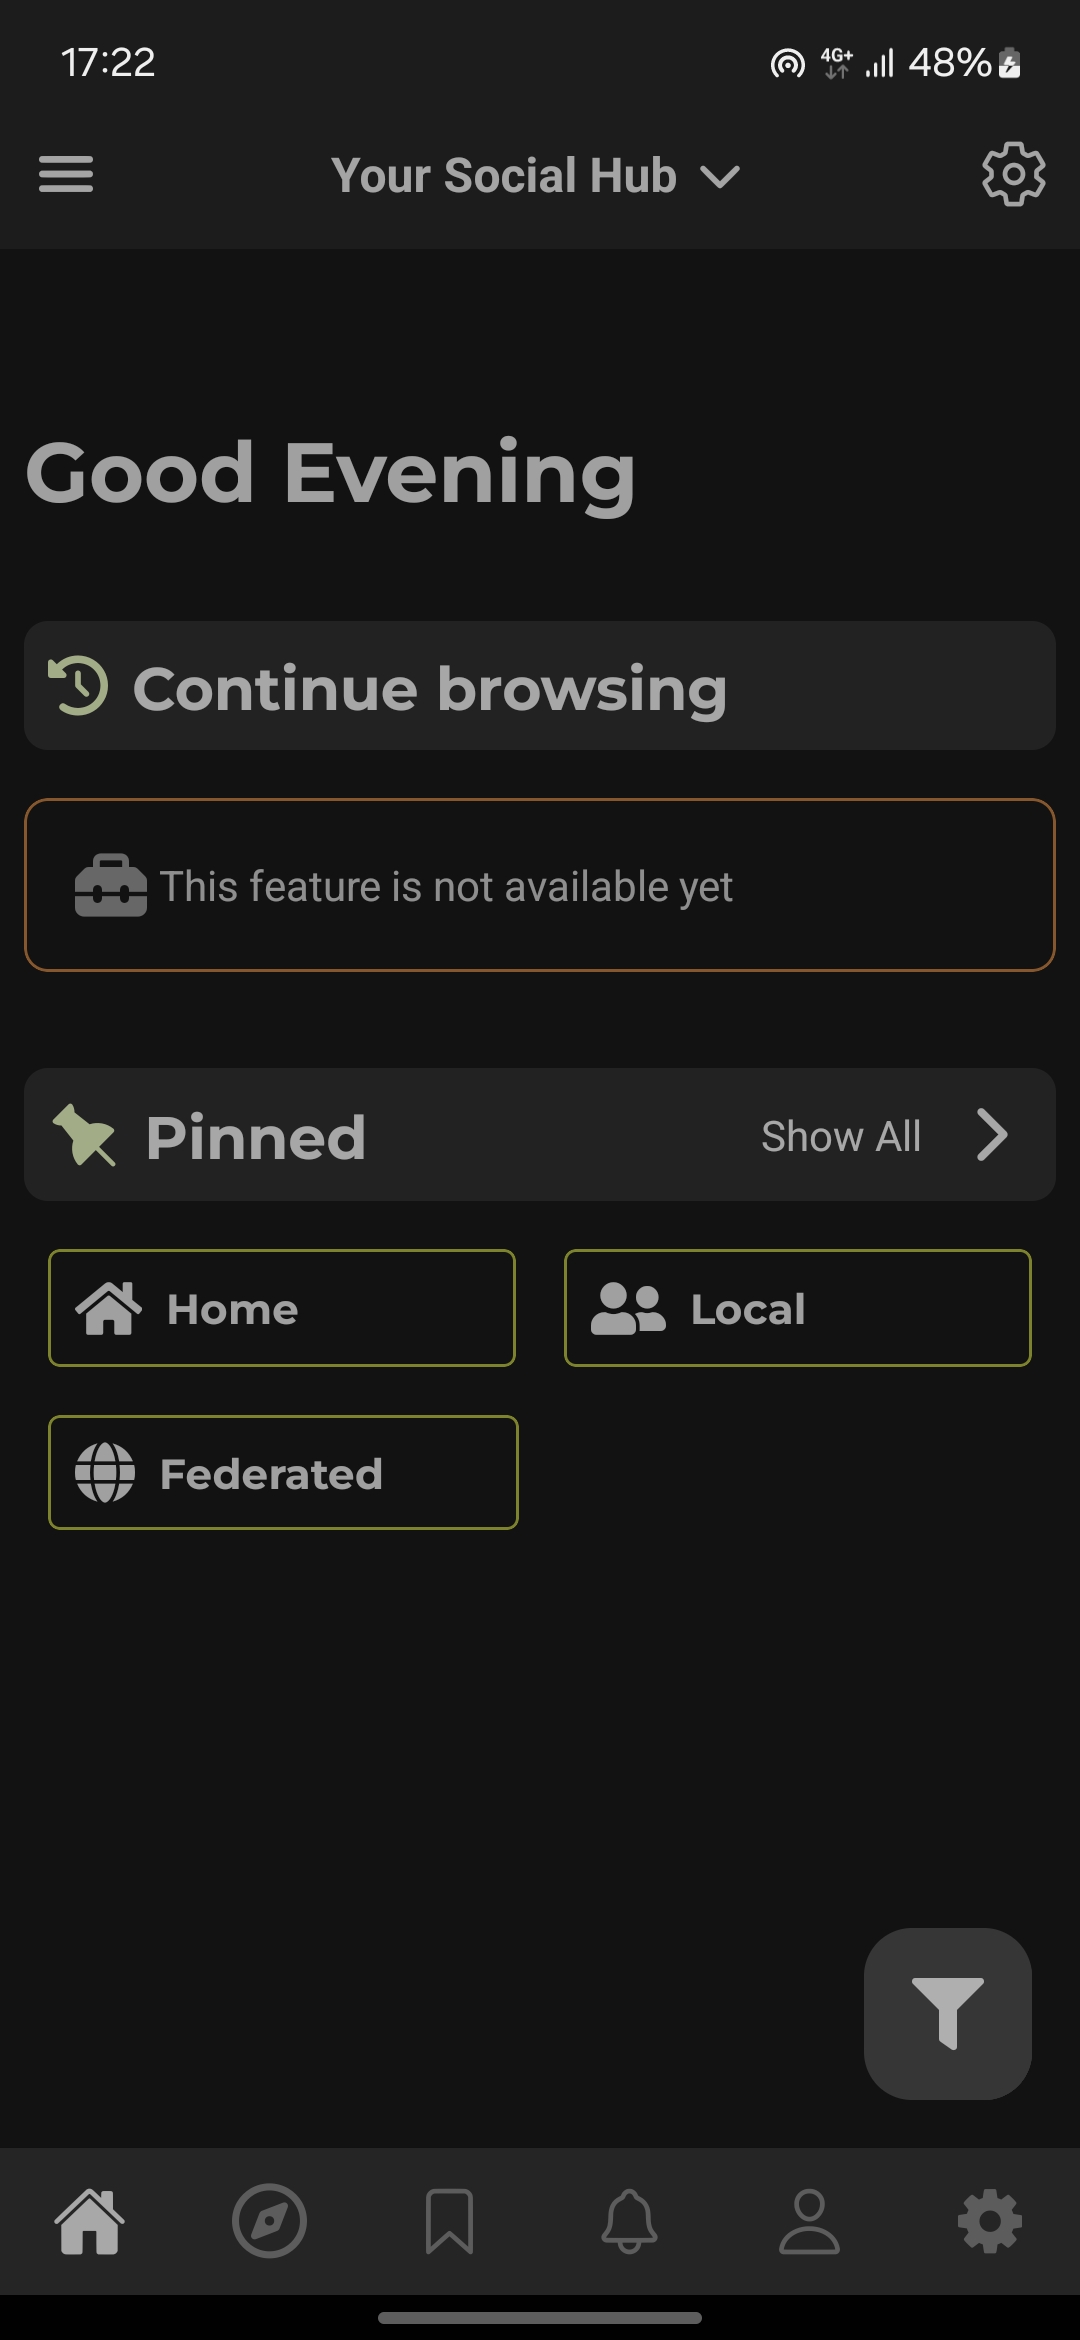 17:22
4G+ 48%
Your Social Hub
Good Evening
Continue browsing
This feature is not available yet
Pinned Show All
Home Local
Federated